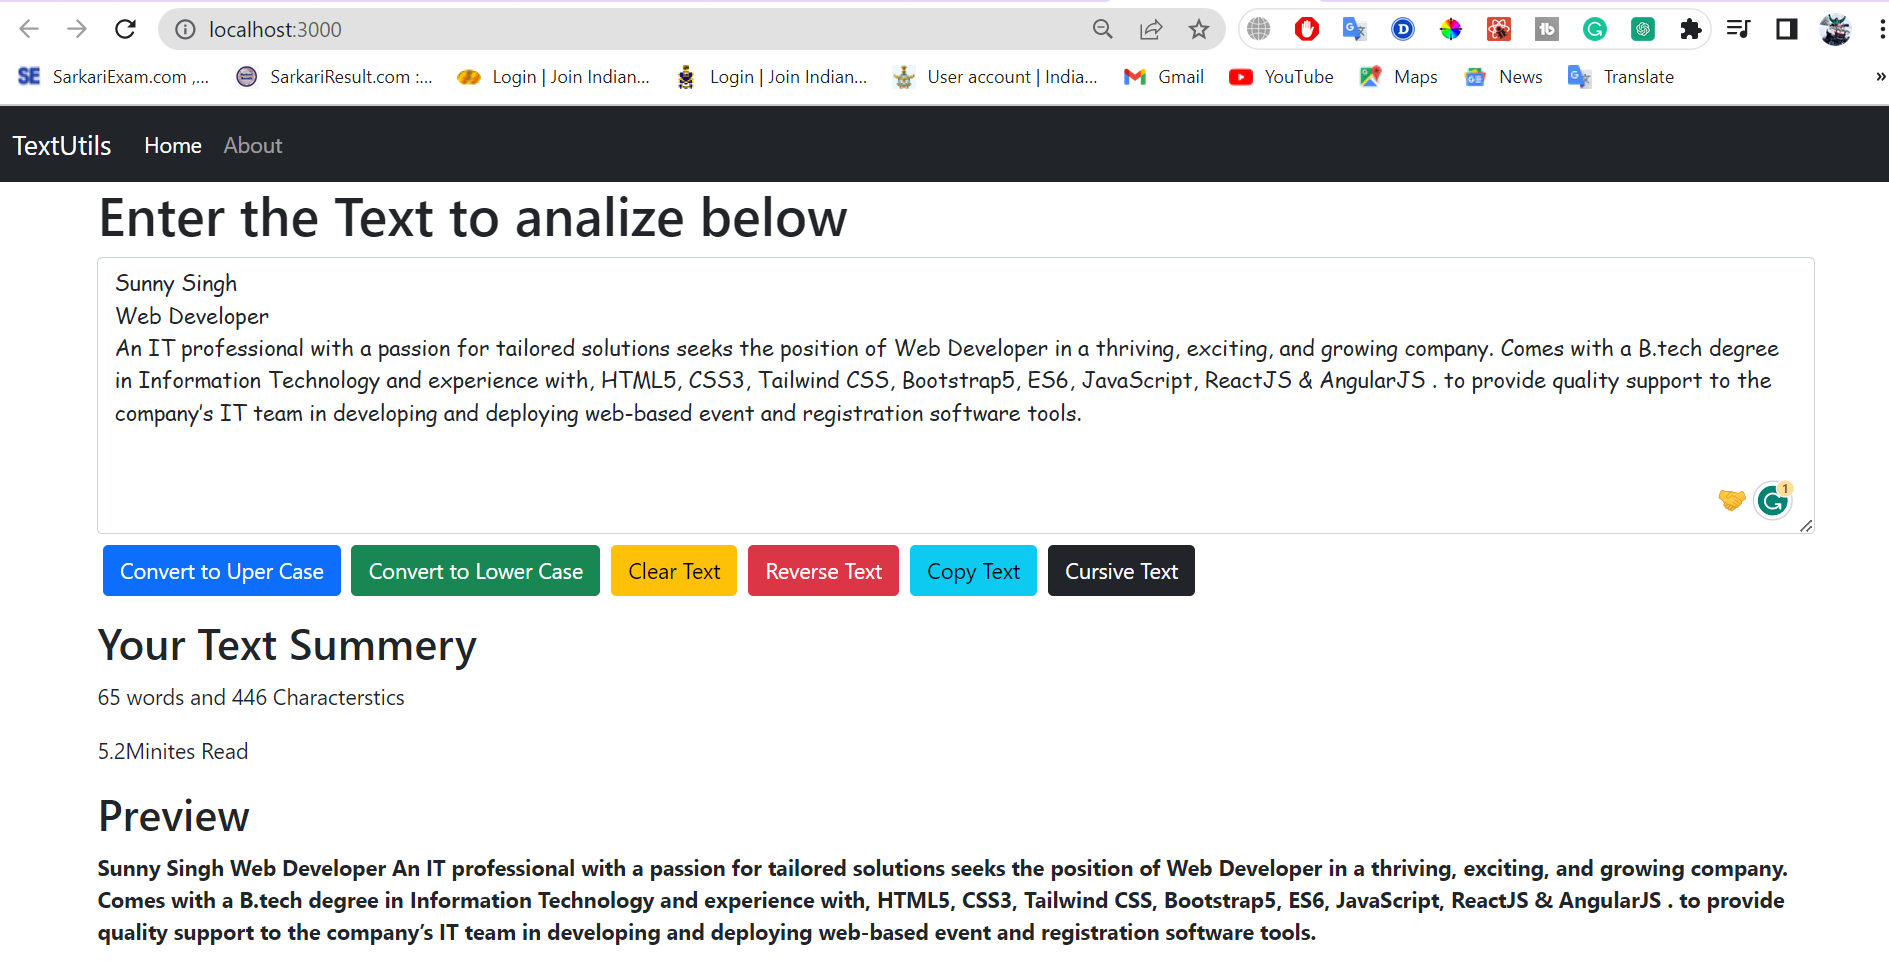 localhost:3000
SE SarkariExam.com ,... SarkariResult.com :... Login | Join Indian... Login | Join Indian... User account | India... Gmail YouTube Maps News Translate »
TextUtils Home About
Enter the Text to analize below
Sunny Singh
Web Developer
An IT professional with a passion for tailored solutions seeks the position of Web Developer in a thriving, exciting, and growing company. Comes with a B.tech degree
in Information Technology and experience with, HTML5, CSS3, Tailwind CSS, Bootstrap5, ES6, JavaScript, ReactJS & AngularJS . to provide quality support to the
company’s IT team in developing and deploying web-based event and registration software tools.
1
Convert to Uper Case Convert to Lower Case Clear Text Reverse Text Copy Text Cursive Text
Your Text Summery
65 words and 446 Characterstics
5.2Minites Read
Preview
Sunny Singh Web Developer An IT professional with a passion for tailored solutions seeks the position of Web Developer in a thriving, exciting, and growing company.
Comes with a B.tech degree in Information Technology and experience with, HTML5, CSS3, Tailwind CSS, Bootstrap5, ES6, JavaScript, ReactJS & AngularJS . to provide
quality support to the company’s IT team in developing and deploying web-based event and registration software tools.